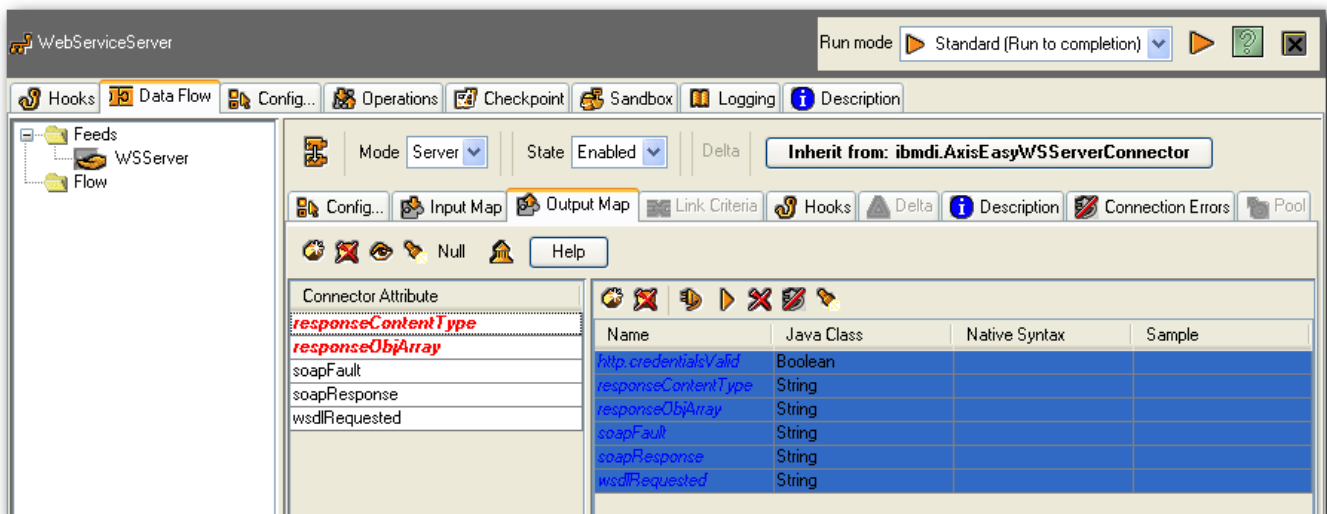 WebServiceServer
Run mode Standard (Run to completion)
Hooks Data Flow Config... Operations Checkpoint Sandbox Logging Description
Feeds
WSServer
Flow
Mode Server State Enabled Delta Inherit from: ibmdi.AxisEasyWSServerConnector
Config... Input Map Output Map Link Criteria Hooks Delta Description Connection Errors Pool
Null Help
Connector Attribute
responseContentType
responseObjArray
soapFault
soapResponse
wsdlRequested
Name Java Class Native Syntax Sample
http.credentialsValid Boolean
responseContentType String
responseObjArray String
soapFault String
soapResponse String
wsdlRequested String